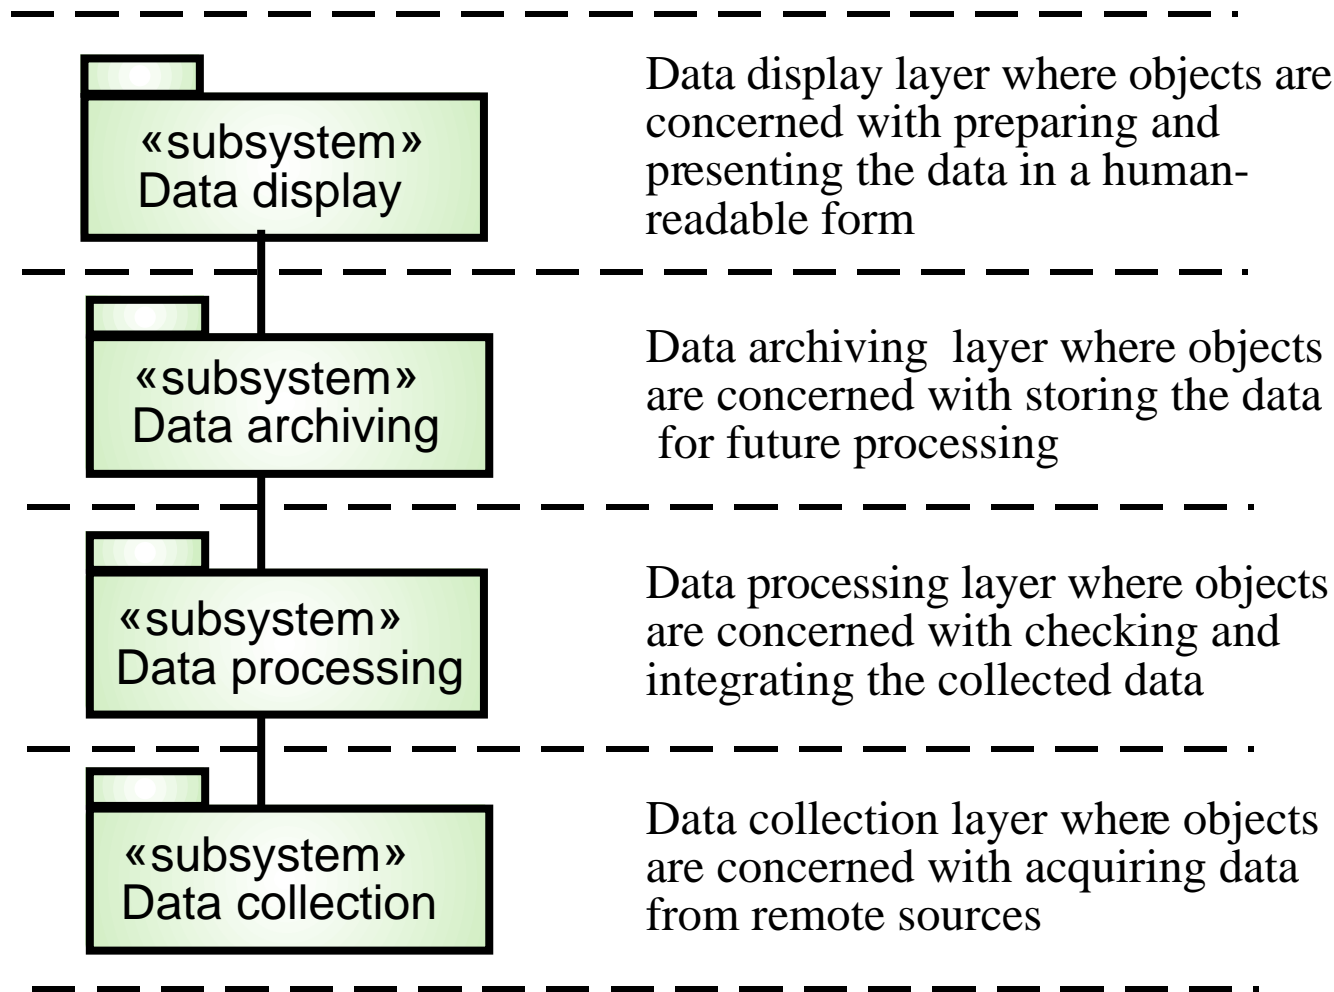 «subsystem»
Data display
Data display layer where objects are
concerned with preparing and
presenting the data in a human-
readable form
«subsystem»
Data archiving
Data archiving layer where objects
are concerned with storing the data
for future processing
«subsystem»
Data processing
Data processing layer where objects
are concerned with checking and
integrating the collected data
«subsystem»
Data collection
Data collection layer where objects
are concerned with acquiring data
from remote sources